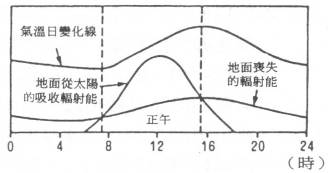 氣溫日變化線
地面從太陽
的吸收輻射能
地面喪失
的輻射能
正午
0 4 8 12 16 20 24
(時)